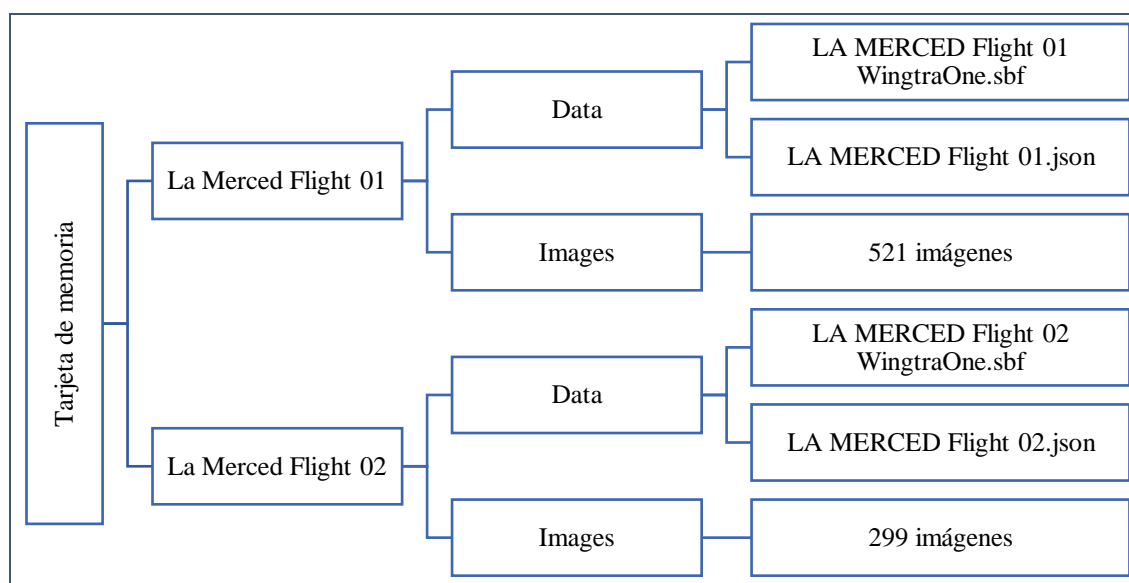 Tarjeta de memoria
La Merced Flight 01
Data
LA MERCED Flight 01
WingtraOne.sbf
LA MERCED Flight 01.json
Images
521 imágenes
La Merced Flight 02
Data
LA MERCED Flight 02
WingtraOne.sbf
LA MERCED Flight 02.json
Images
299 imágenes